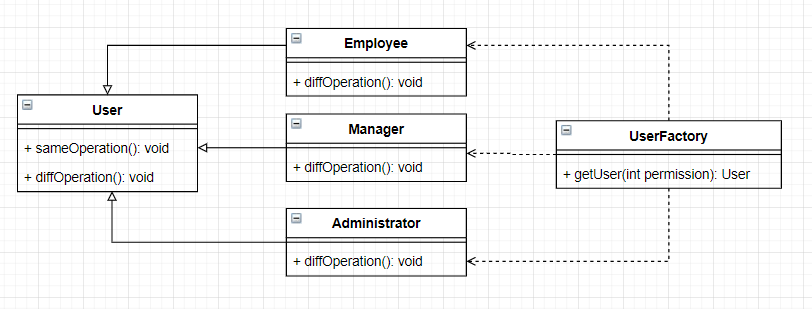 Employee
+ diffOperation(): void
User
+ sameOperation(): void
+ diffOperation(): void
Manager
+ diffOperation(): void
UserFactory
+ getUser(int permission): User
Administrator
+ diffOperation(): void